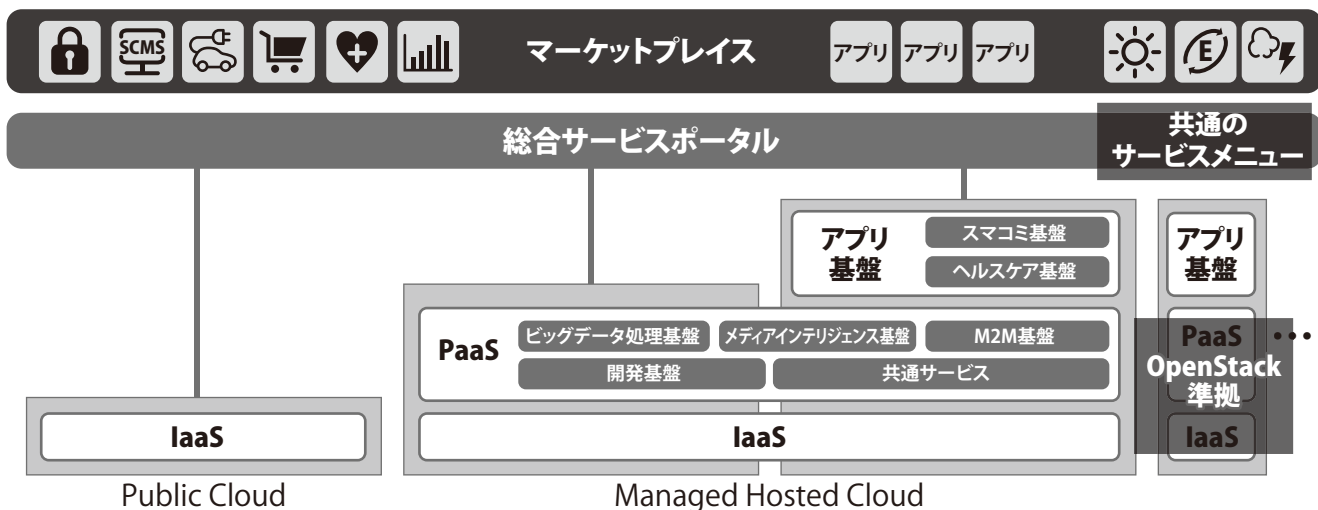 SCMS
マーケットプレイス
アプリ アプリ アプリ
E
総合サービスポータル
共通の
サービスメニュー
アプリ
基盤
スマコミ基盤
ヘルスケア基盤
アプリ
基盤
PaaS
ビッグデータ処理基盤 メディアインテリジェンス基盤 M2M基盤
開発基盤 共通サービス
PaaS …
OpenStack
準拠
IaaS
IaaS
IaaS
Public Cloud
Managed Hosted Cloud